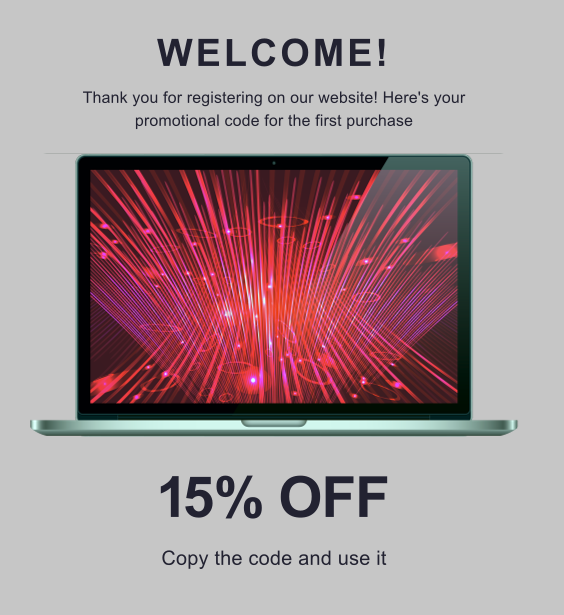 WELCOME!
Thank you for registering on our website! Here's your
promotional code for the first purchase
15% OFF
Copy the code and use it